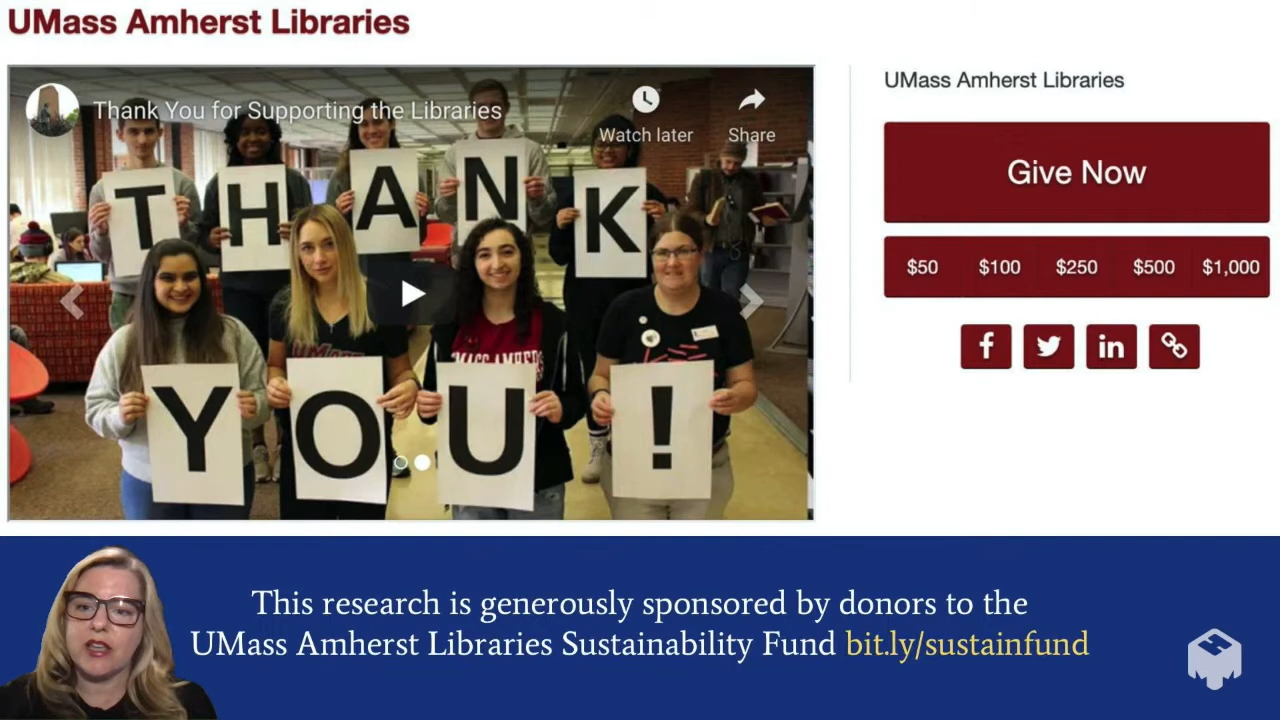 UMass Amherst Libraries
Thank You for Supporting the Libraries
Watch later
Share
T H A N K
Y O U !
UMASS AMHERST
UMass Amherst Libraries
Give Now
$50 $100 $250 $500 $1,000
This research is generously sponsored by donors to the
UMass Amherst Libraries Sustainability Fund bit.ly/sustainfund